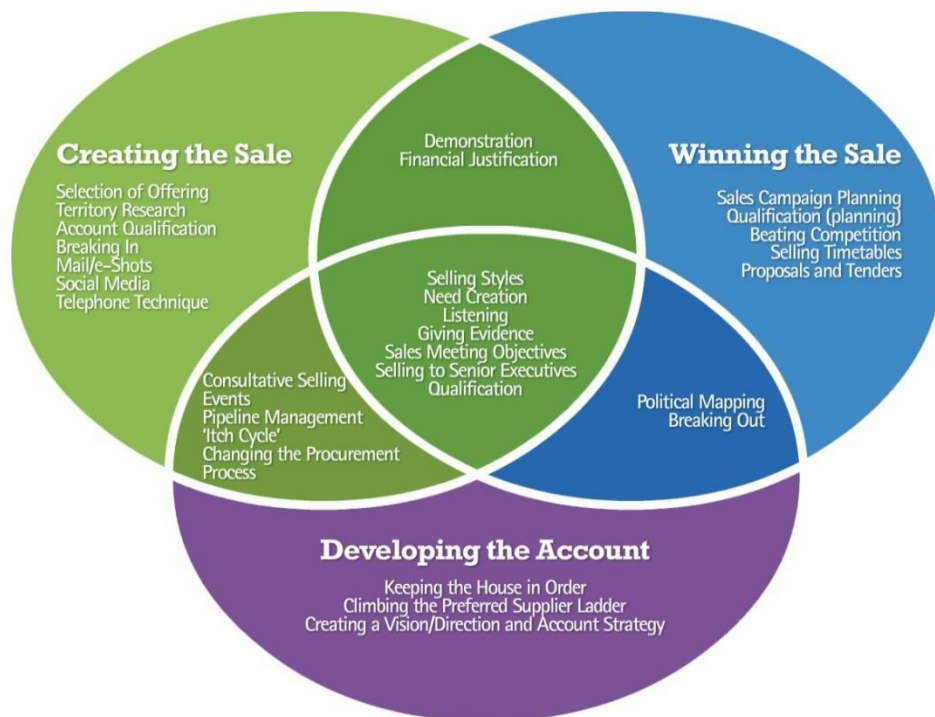 Creating the Sale
Selection of Offering
Territory Research
Account Qualification
Breaking In
Mail/e-Shots
Social Media
Telephone Technique
Demonstration
Financial Justification
Winning the Sale
Sales Campaign Planning
Qualification (planning)
Beating Competition
Selling Timetables
Proposals and Tenders
Selling Styles
Need Creation
Listening
Giving Evidence
Sales Meeting Objectives
Selling to Senior Executives
Qualification
Consultative Selling
Events
Pipeline Management
‘Itch Cycle’
Changing the Procurement
Process
Political Mapping
Breaking Out
Developing the Account
Keeping the House in Order
Climbing the Preferred Supplier Ladder
Creating a Vision/Direction and Account Strategy